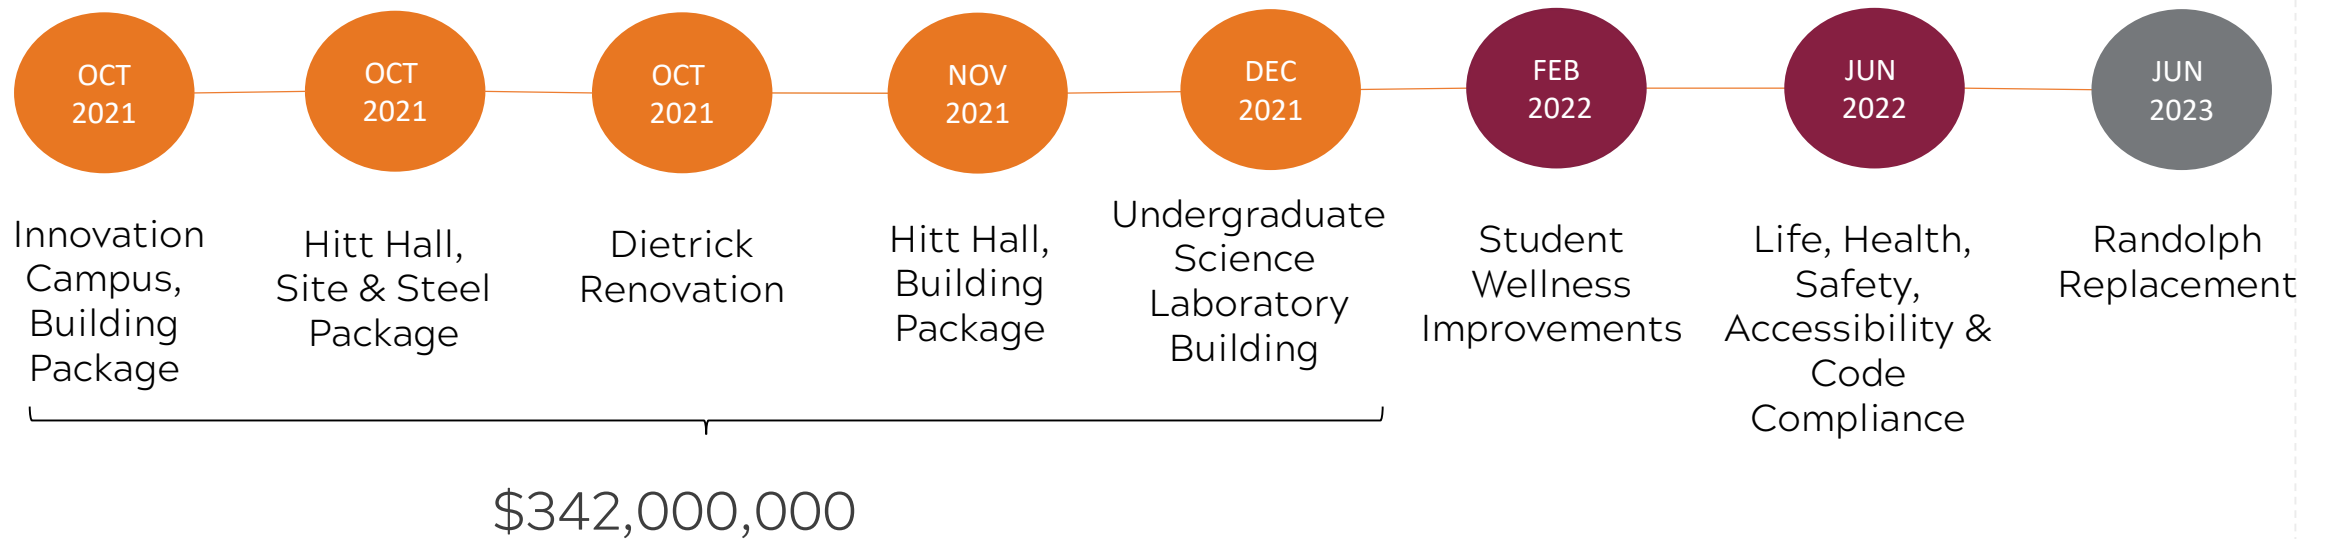 OCT
2021
OCT
2021
OCT
2021
NOV
2021
DEC
2021
FEB
2022
JUN
2022
JUN
2023
Innovation
Campus,
Building
Package
Hitt Hall,
Site & Steel
Package
Dietrick
Renovation
Hitt Hall,
Building
Package
Undergraduate
Science
Laboratory
Building
Student
Wellness
Improvements
Life, Health,
Safety,
Accessibility &
Code
Compliance
Randolph
Replacement
$342,000,000